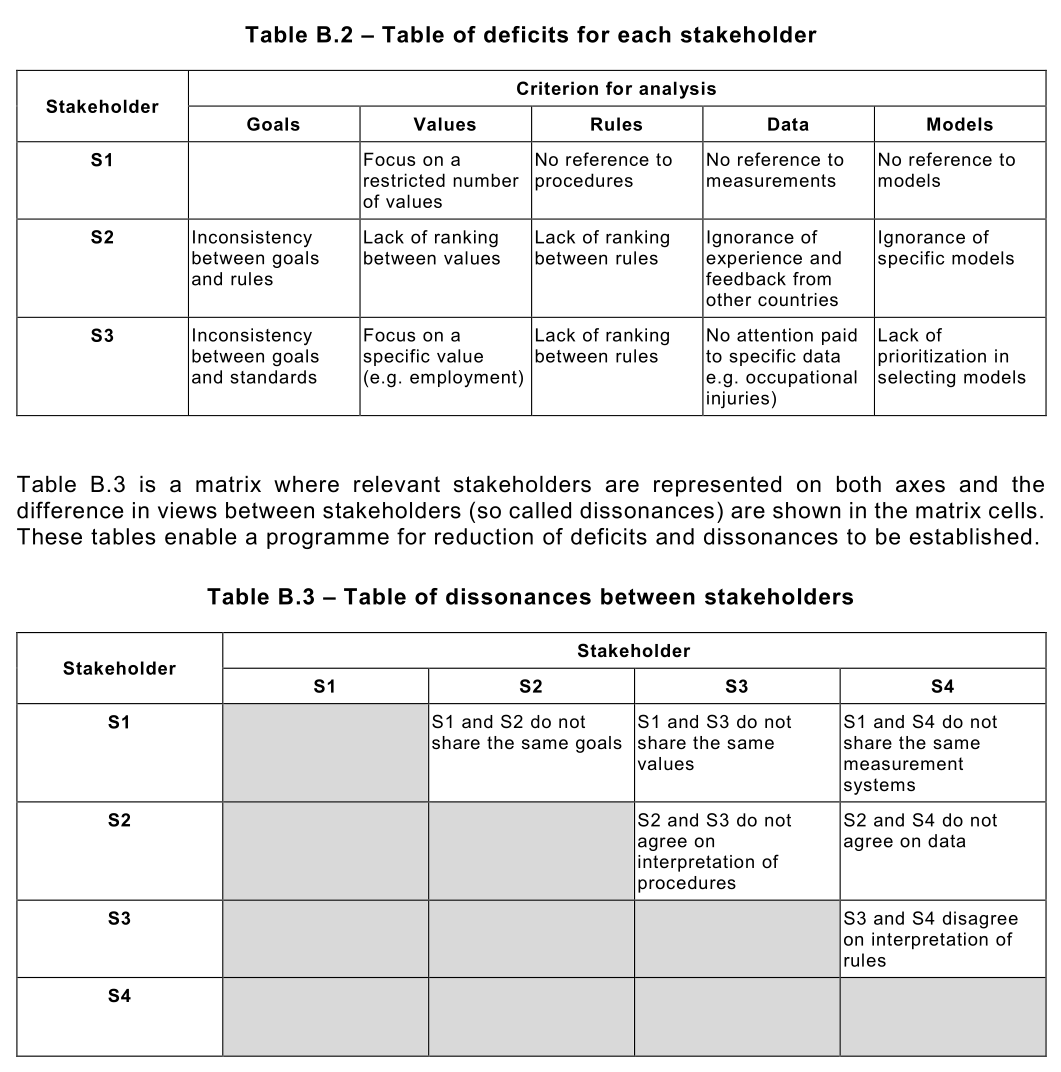 Table B.2 – Table of deficits for each stakeholder
Stakeholder
Criterion for analysis
Goals
Values
Rules
Data
Models
S1
Focus on a
restricted number
of values
No reference to
procedures
No reference to
measurements
No reference to
models
S2
Inconsistency
between goals
and rules
Lack of ranking
between values
Lack of ranking
between rules
Ignorance of
experience and
feedback from
other countries
Ignorance of
specific models
S3
Inconsistency
between goals
and standards
Focus on a
specific value
(e.g. employment)
Lack of ranking
between rules
No attention paid
to specific data
e.g. occupational
injuries)
Lack of
prioritization in
selecting models
Table B.3 is a matrix where relevant stakeholders are represented on both axes and the
difference in views between stakeholders (so called dissonances) are shown in the matrix cells.
These tables enable a programme for reduction of deficits and dissonances to be established.
Table B.3 – Table of dissonances between stakeholders
Stakeholder
Stakeholder
S1
S2
S3
S4
S1
S1 and S2 do not
share the same goals
S1 and S3 do not
share the same
values
S1 and S4 do not
share the same
measurement
systems
S2
S2 and S3 do not
agree on
interpretation of
procedures
S2 and S4 do not
agree on data
S3
S3 and S4 disagree
on interpretation of
rules
S4